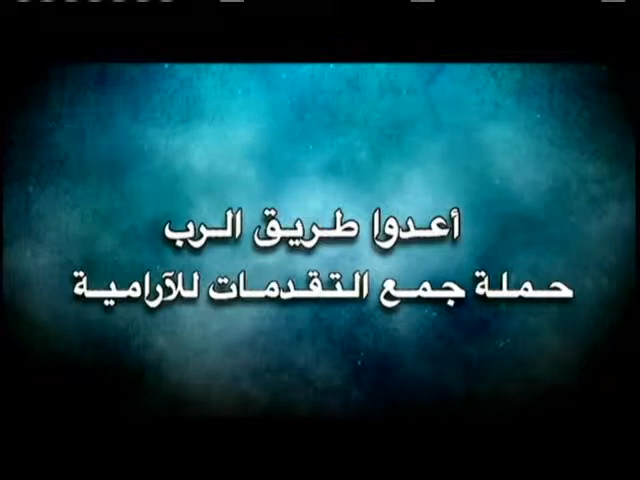 أعدوا طريق الرب
حملة جمع التقدمات للآرامية